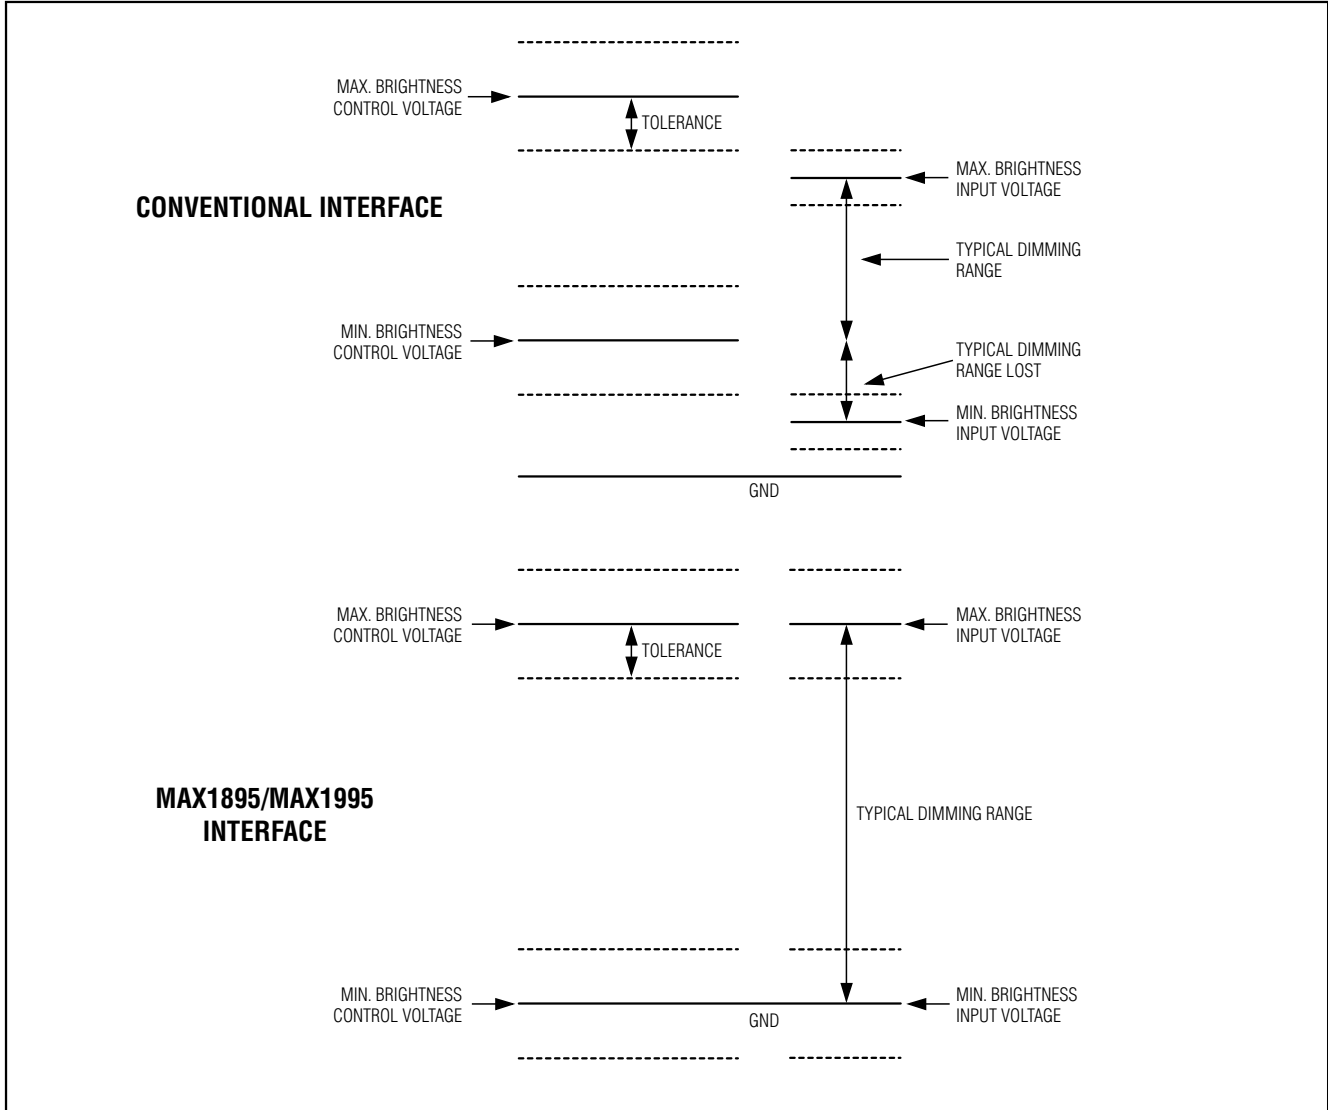 MAX. BRIGHTNESS
CONTROL VOLTAGE
TOLERANCE
MAX. BRIGHTNESS
INPUT VOLTAGE
CONVENTIONAL INTERFACE
TYPICAL DIMMING
RANGE
MIN. BRIGHTNESS
CONTROL VOLTAGE
TYPICAL DIMMING
RANGE LOST
MIN. BRIGHTNESS
INPUT VOLTAGE
GND
MAX. BRIGHTNESS
CONTROL VOLTAGE
MAX. BRIGHTNESS
INPUT VOLTAGE
TOLERANCE
MAX1895/MAX1995
INTERFACE
TYPICAL DIMMING RANGE
MIN. BRIGHTNESS
CONTROL VOLTAGE
MIN. BRIGHTNESS
INPUT VOLTAGE
GND